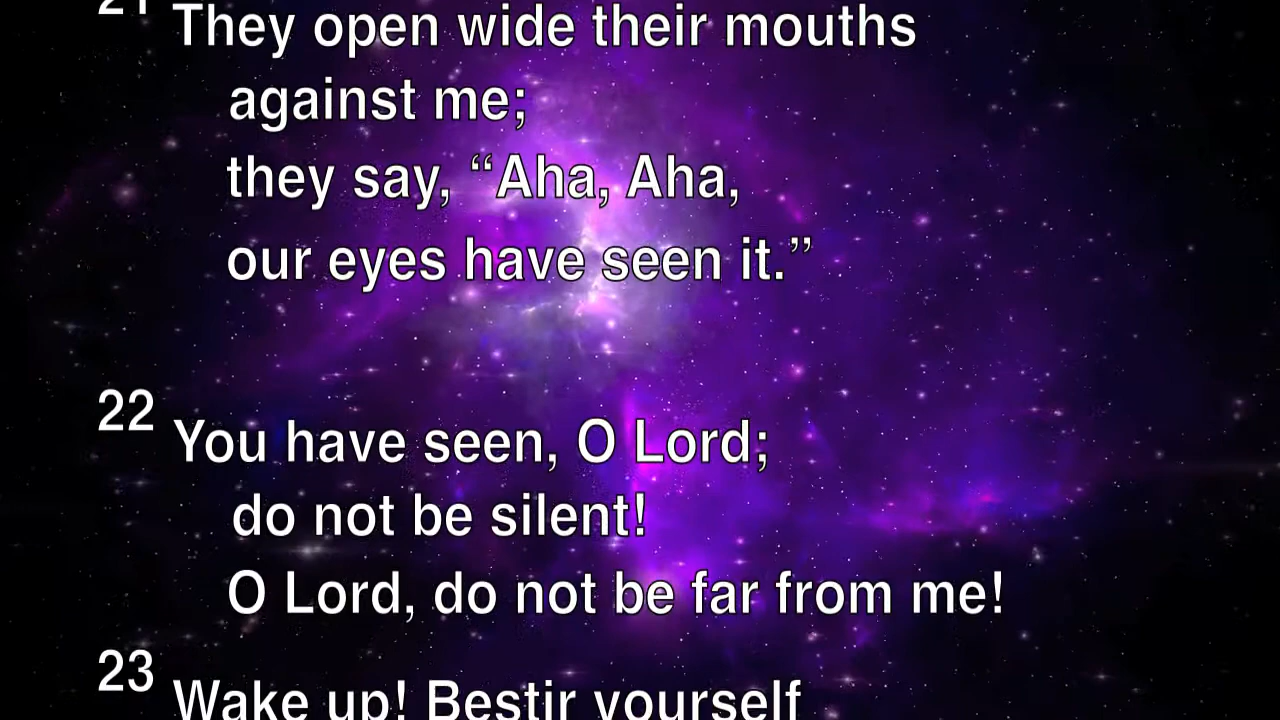 21 They open wide their mouths
against me;
they say, “Aha, Aha,
our eyes have seen it.”
22 You have seen, O Lord;
do not be silent!
O Lord, do not be far from me!
23 Wake up! Bestir yourself